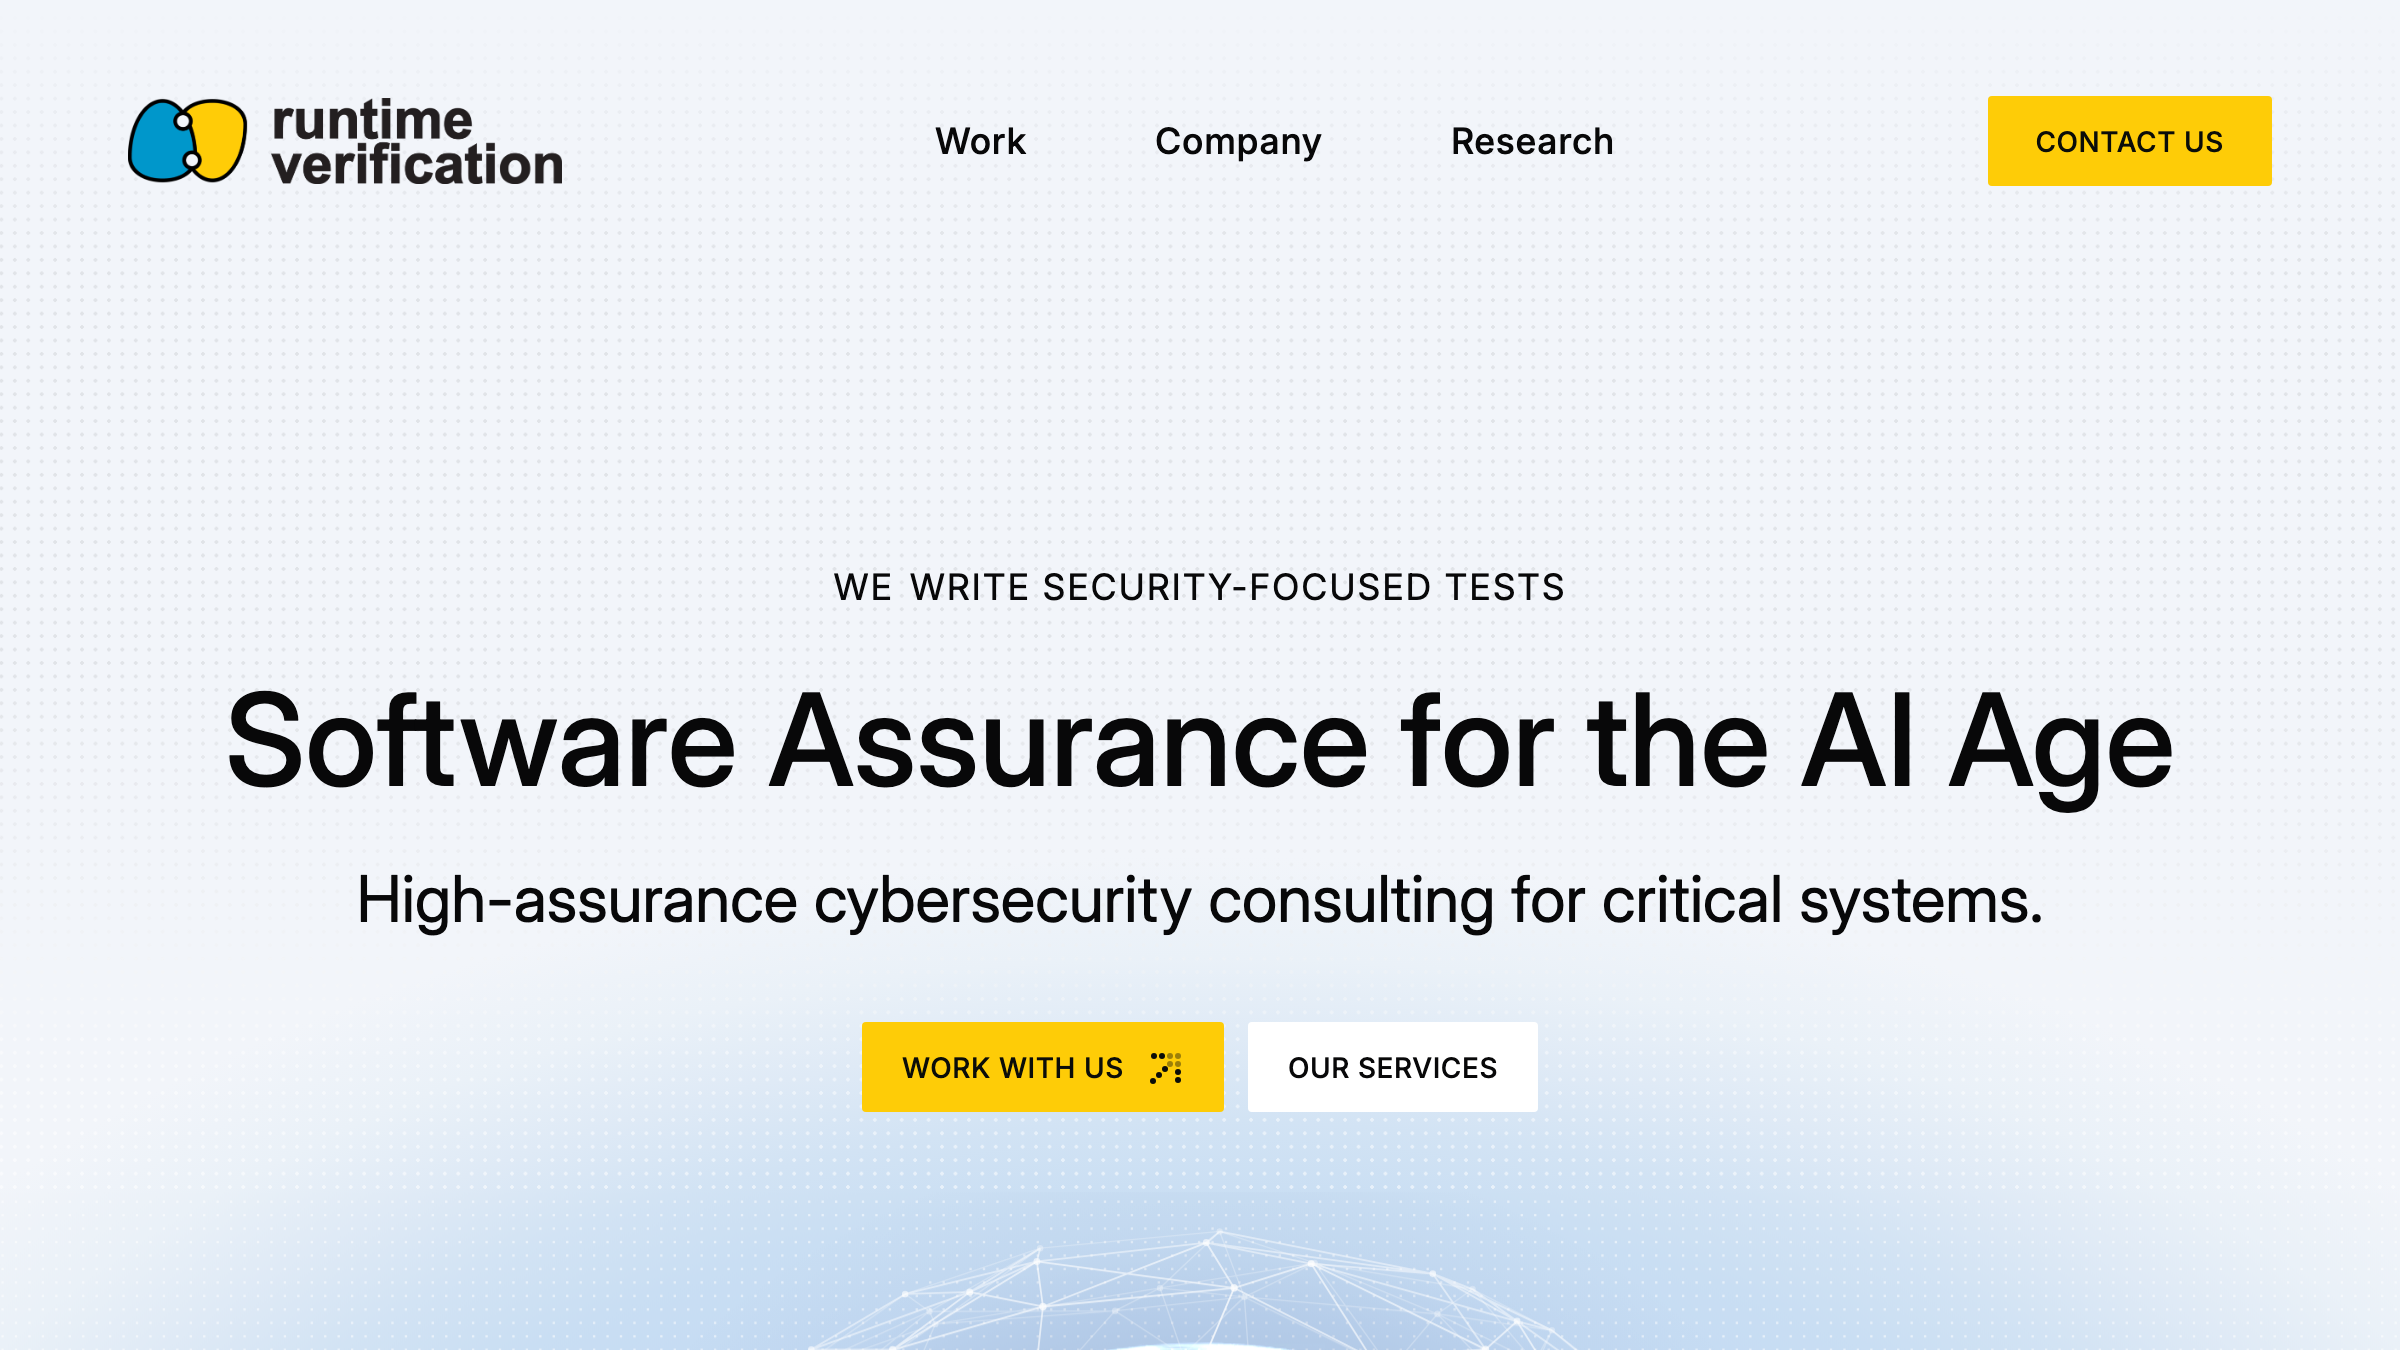 runtime
verification
Work
Company
Research
CONTACT US
WE WRITE SECURITY-FOCUSED TESTS
Software Assurance for the AI Age
High-assurance cybersecurity consulting for critical systems.
WORK WITH US
OUR SERVICES